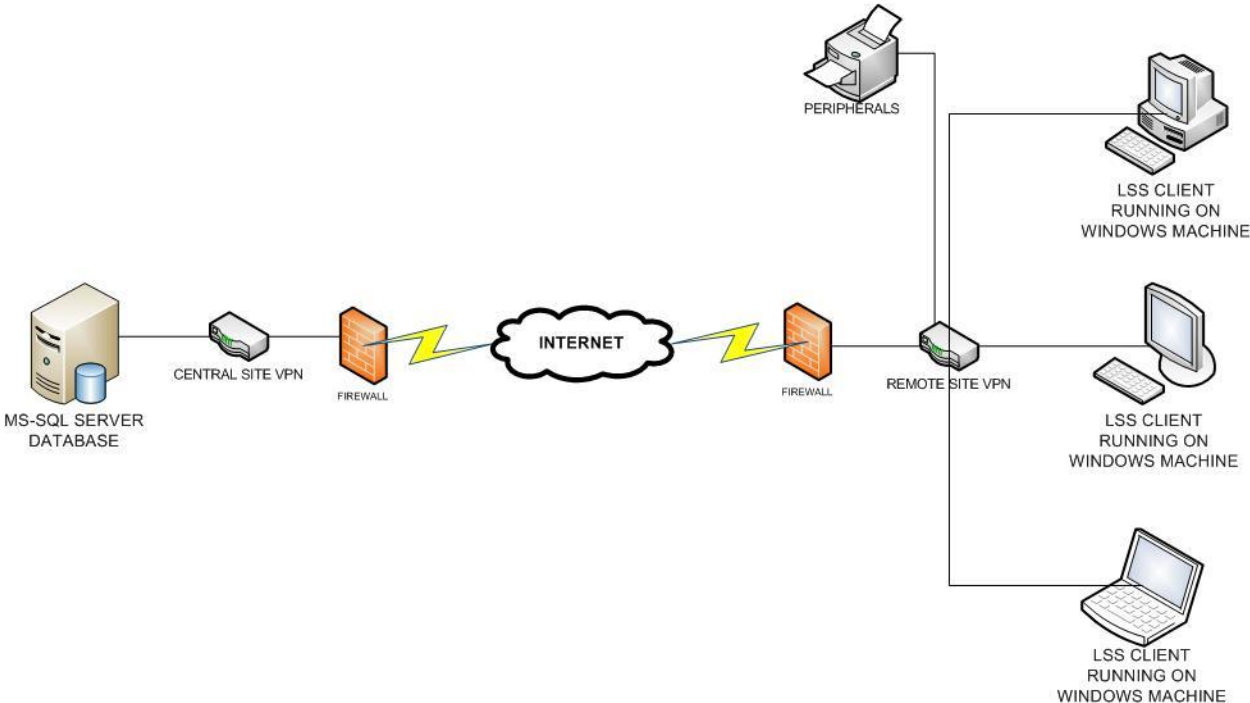 PERIPHERALS
LSS CLIENT
RUNNING ON
WINDOWS MACHINE
MS-SQL SERVER
DATABASE
CENTRAL SITE VPN
FIREWALL
INTERNET
FIREWALL
REMOTE SITE VPN
LSS CLIENT
RUNNING ON
WINDOWS MACHINE
LSS CLIENT
RUNNING ON
WINDOWS MACHINE